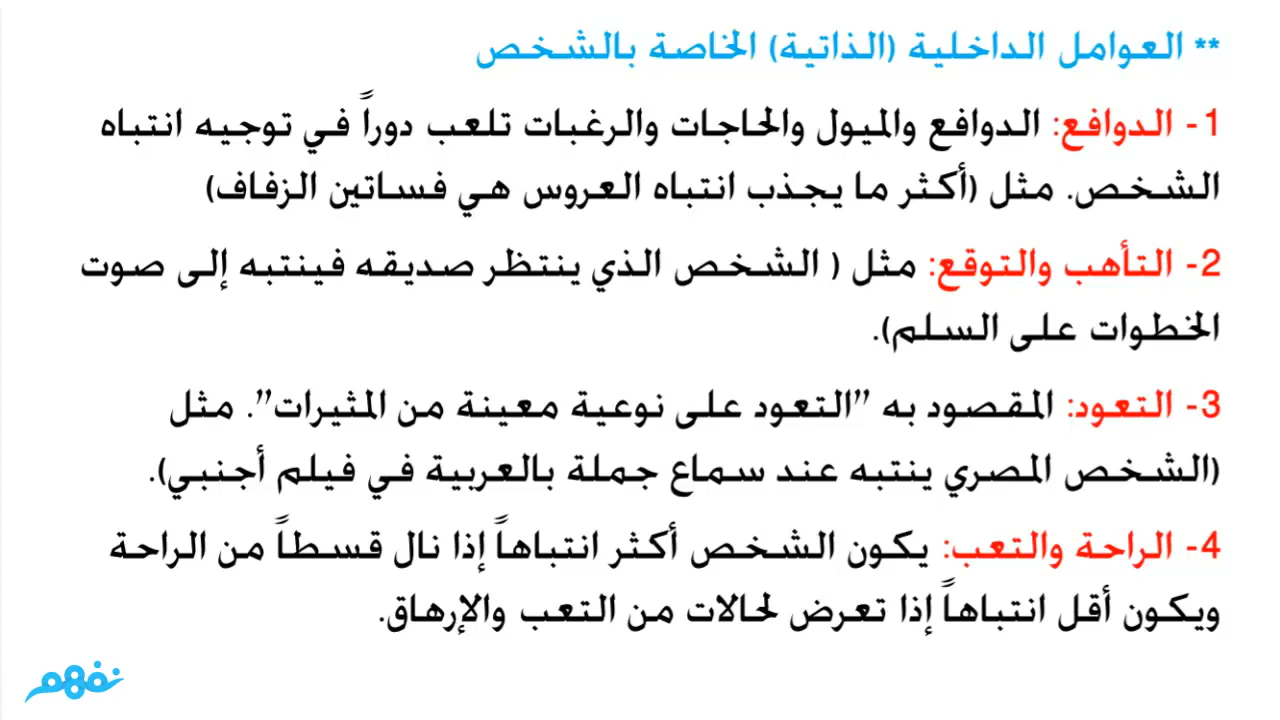 ** العوامل الداخلية (الذاتية) الخاصة بالشخص
1- الدوافع: الدوافع والميول والحاجات والرغبات تلعب دوراً في توجيه انتباه
الشخص. مثل (أكثر ما يجذب انتباه العروس هي فساتين الزفاف)
2- التأهب والتوقع: مثل ( الشخص الذي ينتظر صديقه فينتبه إلى صوت
الخطوات على السلم).
3- التعود: المقصود به "التعود على نوعية معينة من المثيرات". مثل
(الشخص المصري ينتبه عند سماع جملة بالعربية في فيلم أجنبي).
4- الراحة والتعب: يكون الشخص أكثر انتباهاً إذا نال قسطاً من الراحة
ويكون أقل انتباهاً إذا تعرض لحالات من التعب والإرهاق.
نفهم